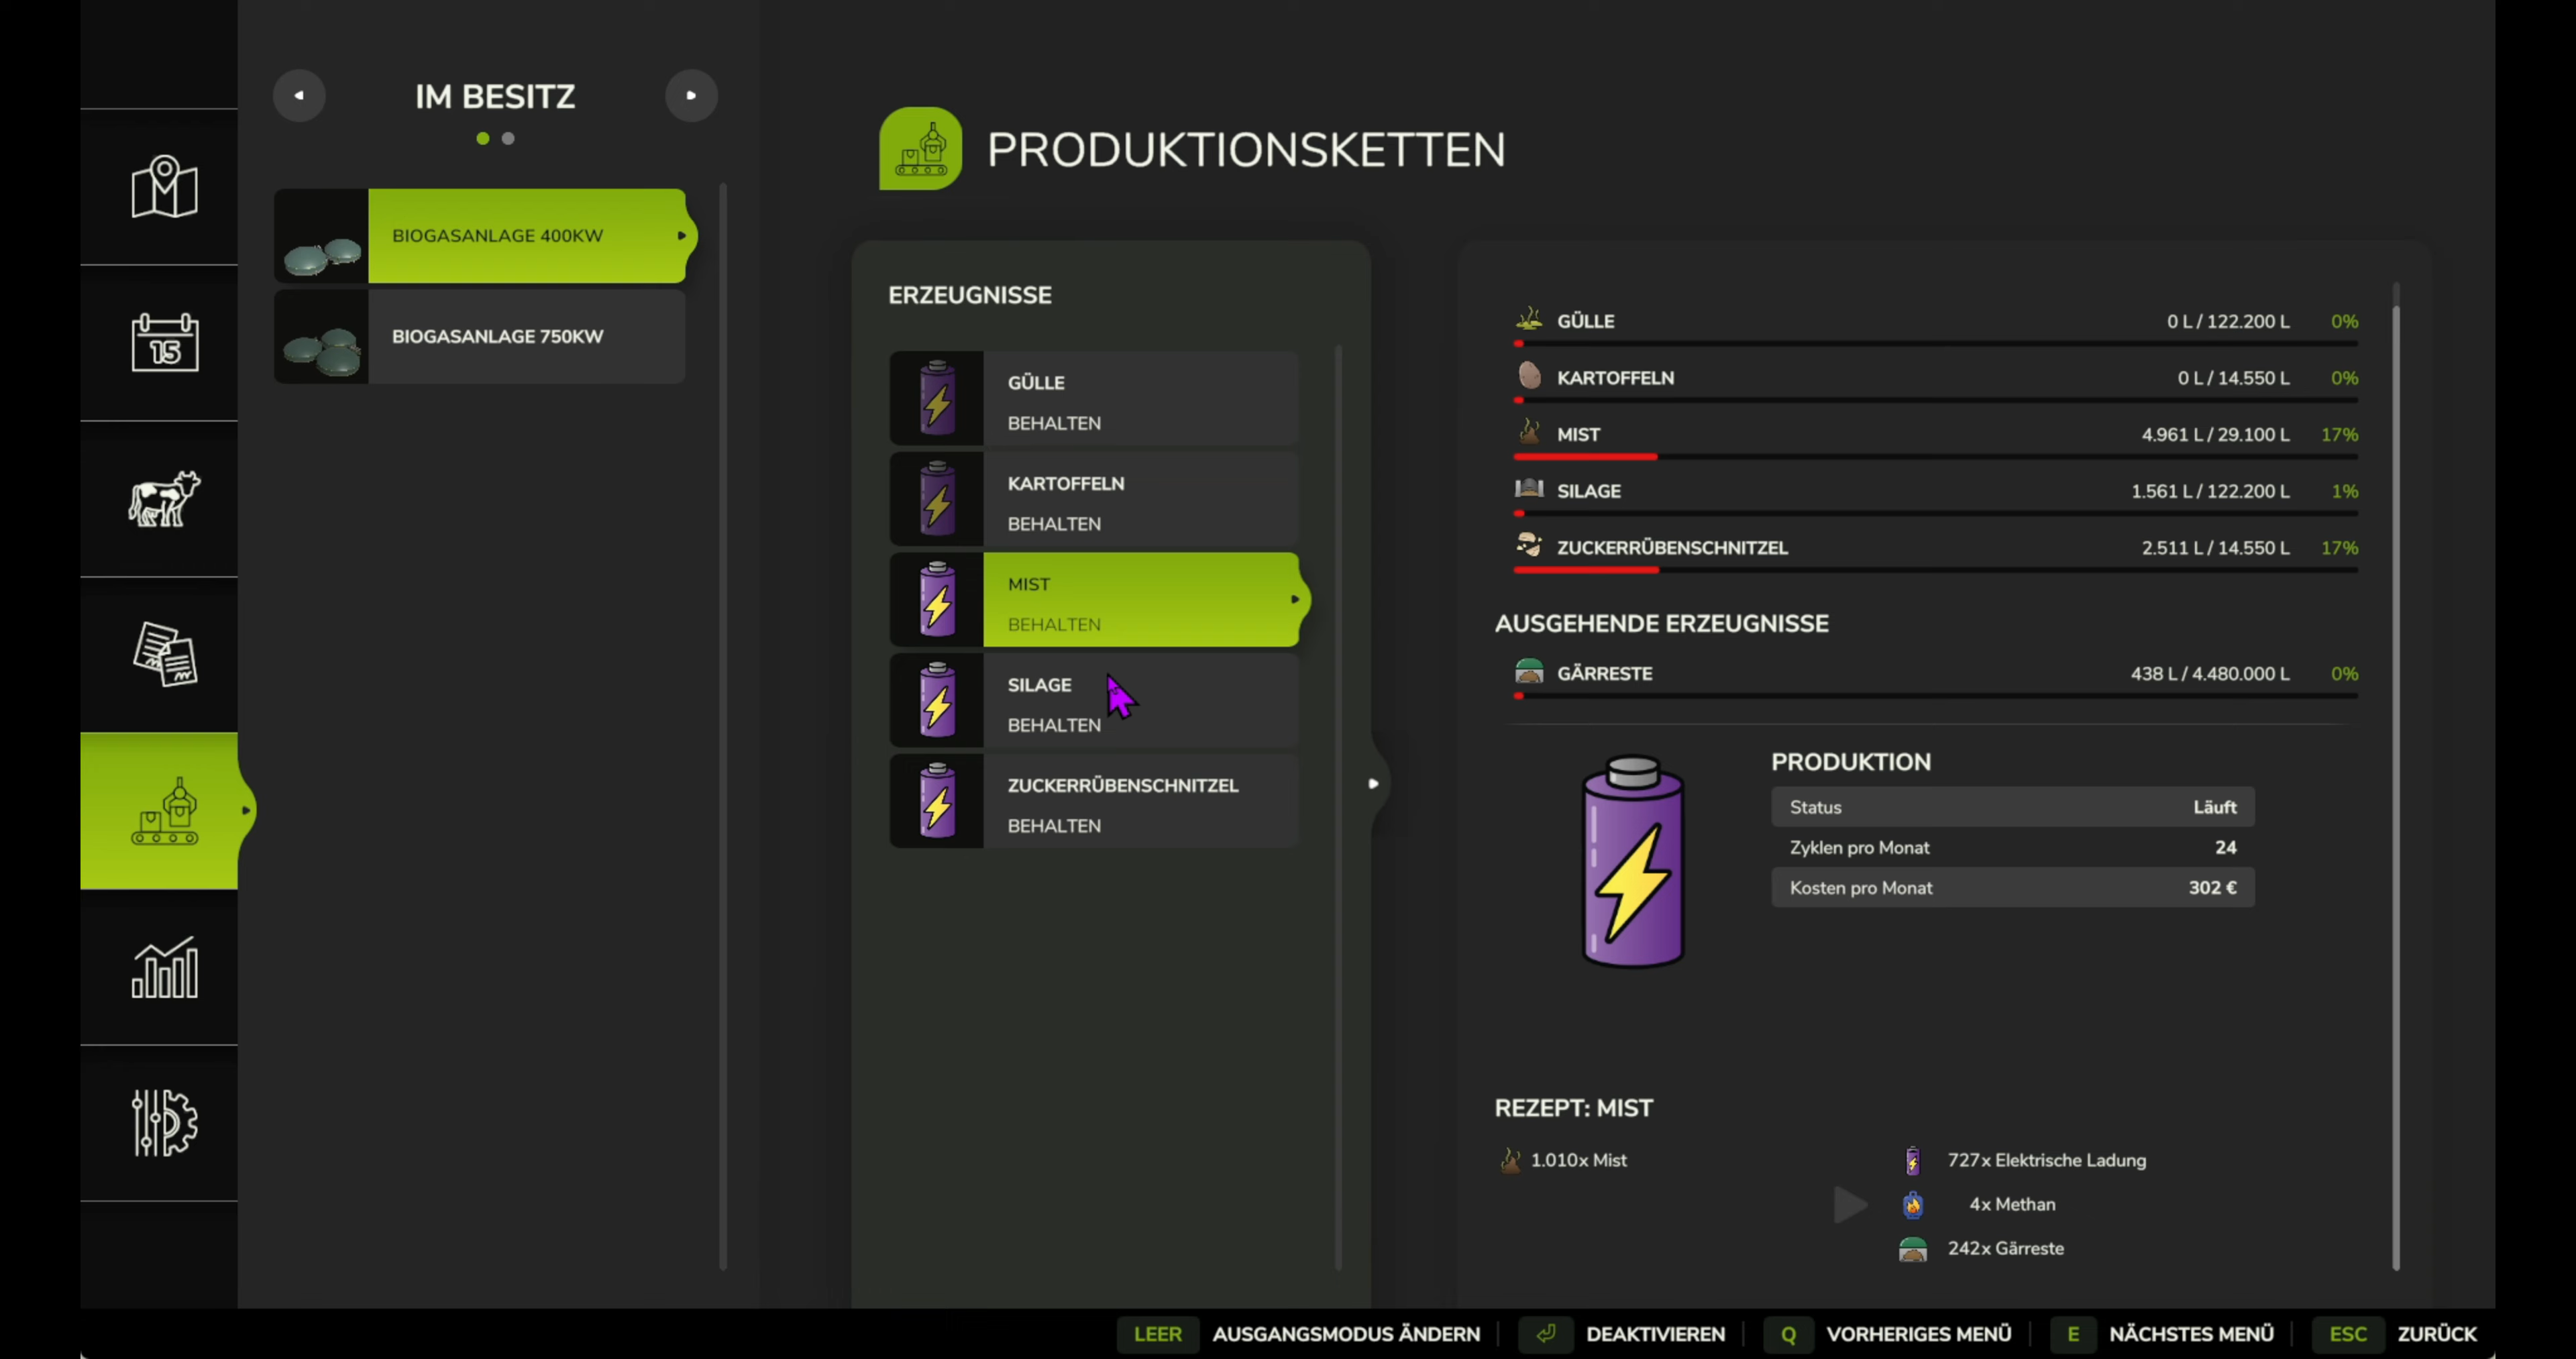 IM BESITZ
BIOGASANLAGE 400KW
BIOGASANLAGE 750KW
15
PRODUKTIONSKETTEN
ERZEUGNISSE
GÜLLE
BEHALTEN
KARTOFFELN
BEHALTEN
MIST
BEHALTEN
SILAGE
BEHALTEN
ZUCKERRÜBENSCHNITZEL
BEHALTEN
GÜLLE 0 L / 122.200 L 0%
KARTOFFELN 0 L / 14.550 L 0%
MIST 4.961 L / 29.100 L 17%
SILAGE 1.561 L / 122.200 L 1%
ZUCKERRÜBENSCHNITZEL 2.511 L / 14.550 L 17%
AUSGEHENDE ERZEUGNISSE
GÄRRESTE 438 L / 4.480.000 L 0%
PRODUKTION
Status Läuft
Zyklen pro Monat 24
Kosten pro Monat 302 €
REZEPT: MIST
1.010x Mist
727x Elektrische Ladung
4x Methan
242x Gärreste
LEER AUSGANGSMODUS ÄNDERN DEAKTIVIEREN Q VORHERIGES MENÜ E NÄCHSTES MENÜ ESC ZURÜCK